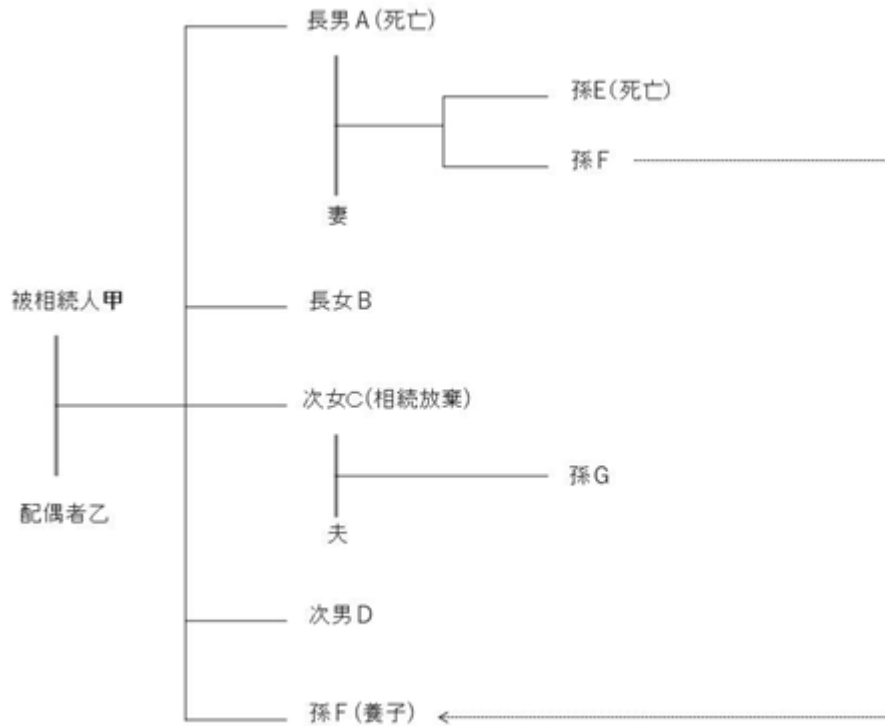 長男A(死亡)
孫E(死亡)
孫F
妻
被相続人甲
長女B
次女C(相続放棄)
孫G
配偶者乙
夫
次男D
孫F(養子)